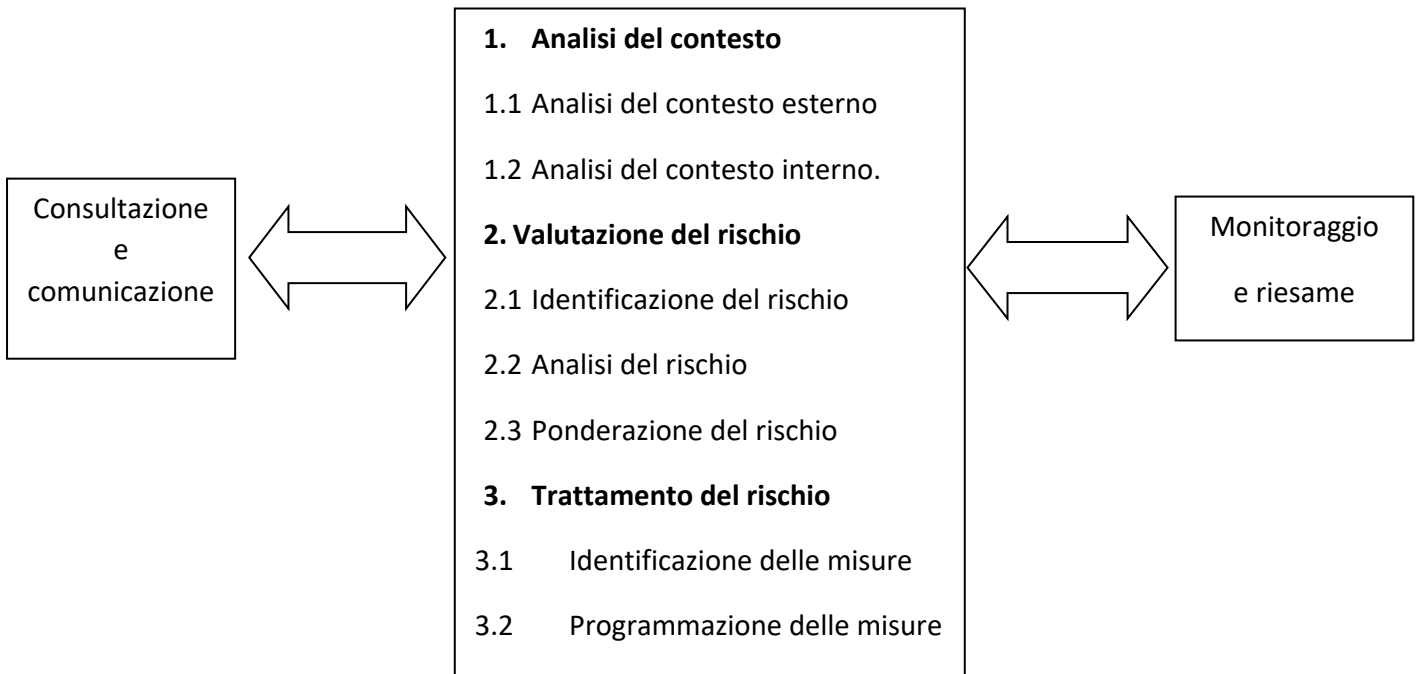 Consultazione
e
comunicazione
1. Analisi del contesto
1.1 Analisi del contesto esterno
1.2 Analisi del contesto interno.
2. Valutazione del rischio
2.1 Identificazione del rischio
2.2 Analisi del rischio
2.3 Ponderazione del rischio
3. Trattamento del rischio
3.1 Identificazione delle misure
3.2 Programmazione delle misure
Monitoraggio
e riesame